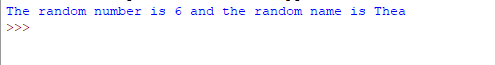 The random number is 6 and the random name is Thea
>>>